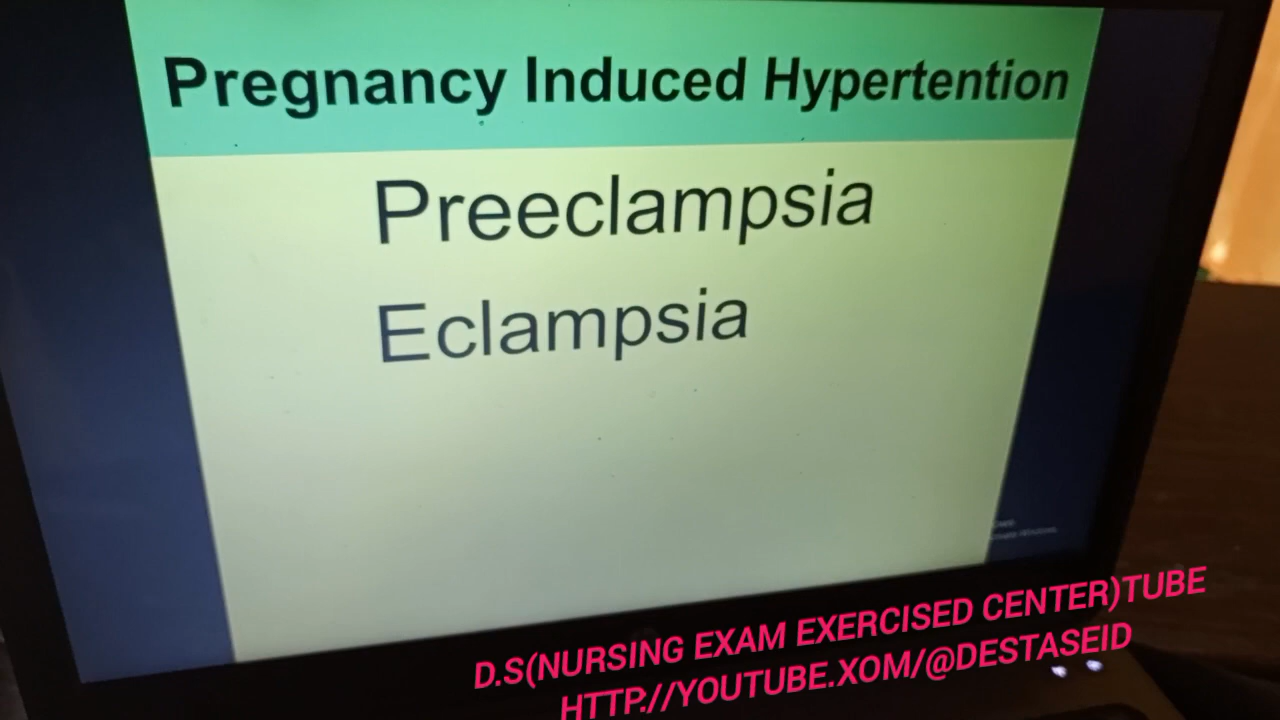 Pregnancy Induced Hypertention
Preeclampsia
Eclampsia
D.S(NURSING EXAM EXERCISED CENTER)TUBE
HTTP.//YOUTUBE.XOM/@DESTASEID